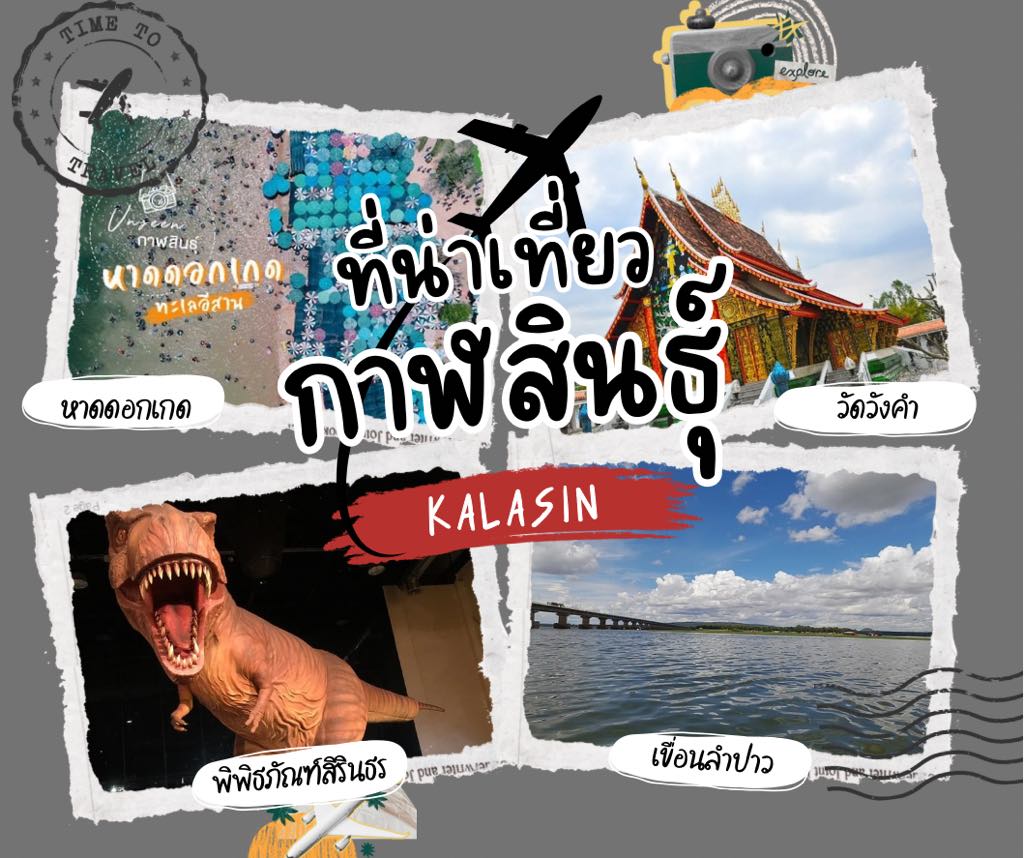 TIME TO
TRAVEL
explore
Unseen
กาฬสินธุ์
หาดดอกเกด
ทะเลอีสาน
ที่น่าเที่ยว
กาฬสินธุ์
KALASIN
หาดดอกเกด
วัดวังคำ
Page 2
พิพิธภัณฑ์สิรินธร
เขื่อนลำปาว